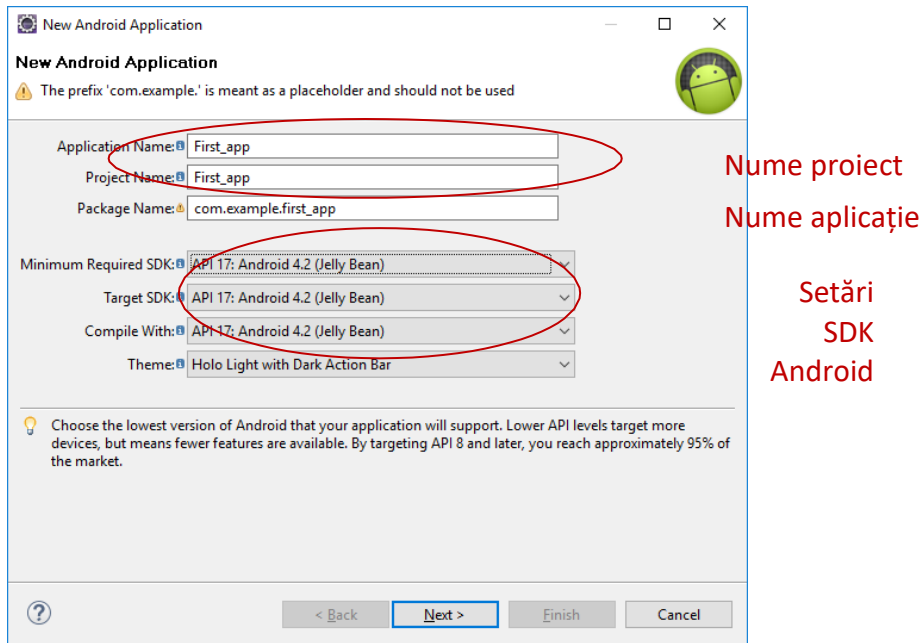 New Android Application
New Android Application
The prefix 'com.example.' is meant as a placeholder and should not be used
Application Name: First_app
Project Name: First_app
Package Name: com.example.first_app
Nume proiect
Nume aplicație
Minimum Required SDK: API 17: Android 4.2 (Jelly Bean)
Target SDK: API 17: Android 4.2 (Jelly Bean)
Compile With: API 17: Android 4.2 (Jelly Bean)
Theme: Holo Light with Dark Action Bar
Setări
SDK
Android
Choose the lowest version of Android that your application will support. Lower API levels target more
devices, but means fewer features are available. By targeting API 8 and later, you reach approximately 95% of
the market.
? < Back Next > Finish Cancel